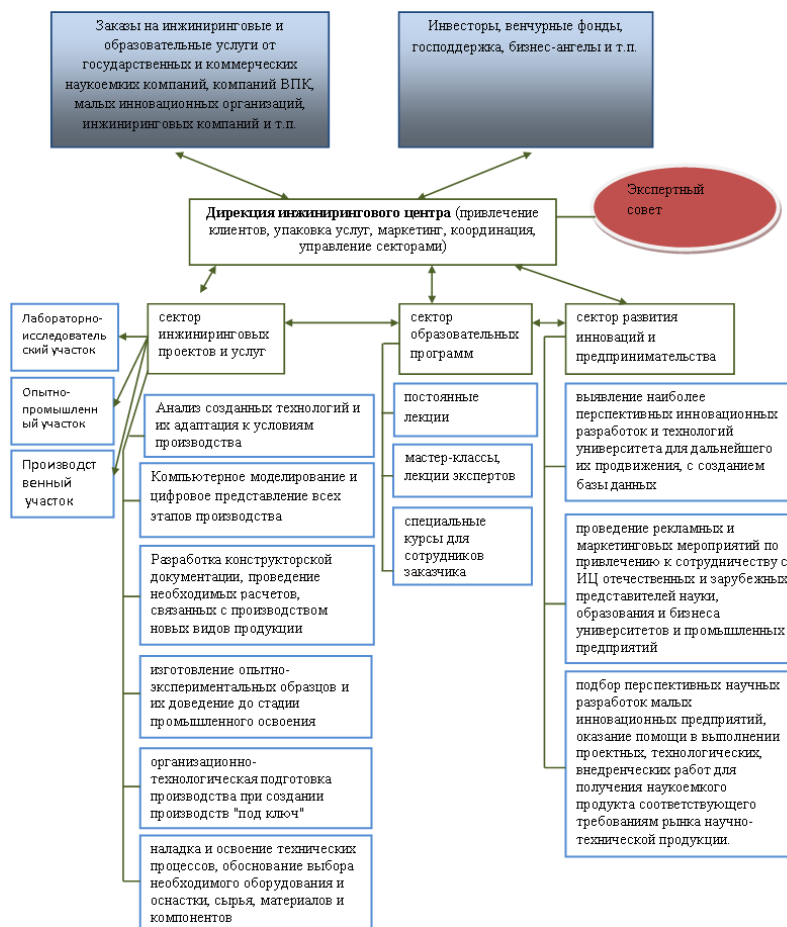 Заказы на инжиниринговые и
образовательные услуги от
государственных и коммерческих
наукоемких компаний, компаний ВПК,
малых инновационных организаций,
инжиниринговых компаний и т.п.
Инвесторы, венчурные фонды,
господдержка, бизнес-ангелы и т.п.
Дирекция инжинирингового центра (привлечение
клиентов, упаковка услуг, маркетинг, координация,
управление секторами)
Экспертный
совет
Лабораторно-
исследователь
ский участок
Опытно-
промышленн
ый участок
Производст
венный
участок
сектор
инжиниринговых
проектов и услуг
Анализ созданных технологий и
их адаптация к условиям
производства
Компьютерное моделирование и
цифровое представление всех
этапов производства
Разработка конструкторской
документации, проведение
необходимых расчетов,
связанных с производством
новых видов продукции
изготовление опытно-
экспериментальных образцов и
их доведение до стадии
промышленного освоения
организационно-
технологическая подготовка
производства при создании
производств "под ключ"
наладка и освоение технических
процессов, обоснование выбора
необходимого оборудования и
оснастки, сырья, материалов и
компонентов
сектор
образовательных
программ
постоянные
лекции
мастер-классы,
лекции экспертов
специальные
курсы для
сотрудников
заказчика
сектор развития
инноваций и
предпринимательства
выявление наиболее
перспективных инновационных
разработок и технологий
университета для дальнейшего
их продвижения, с созданием
базы данных
проведение рекламных и
маркетинговых мероприятий по
привлечению к сотрудничеству с
ИЦ отечественных и зарубежных
представителей науки,
образования и бизнеса
университетов и промышленных
предприятий
подбор перспективных научных
разработок малых
инновационных предприятий,
оказание помощи в выполнении
проектных, технологических,
внедренческих работ для
получения наукоемкого
продукта соответствующего
требованиям рынка научно-
технической продукции.